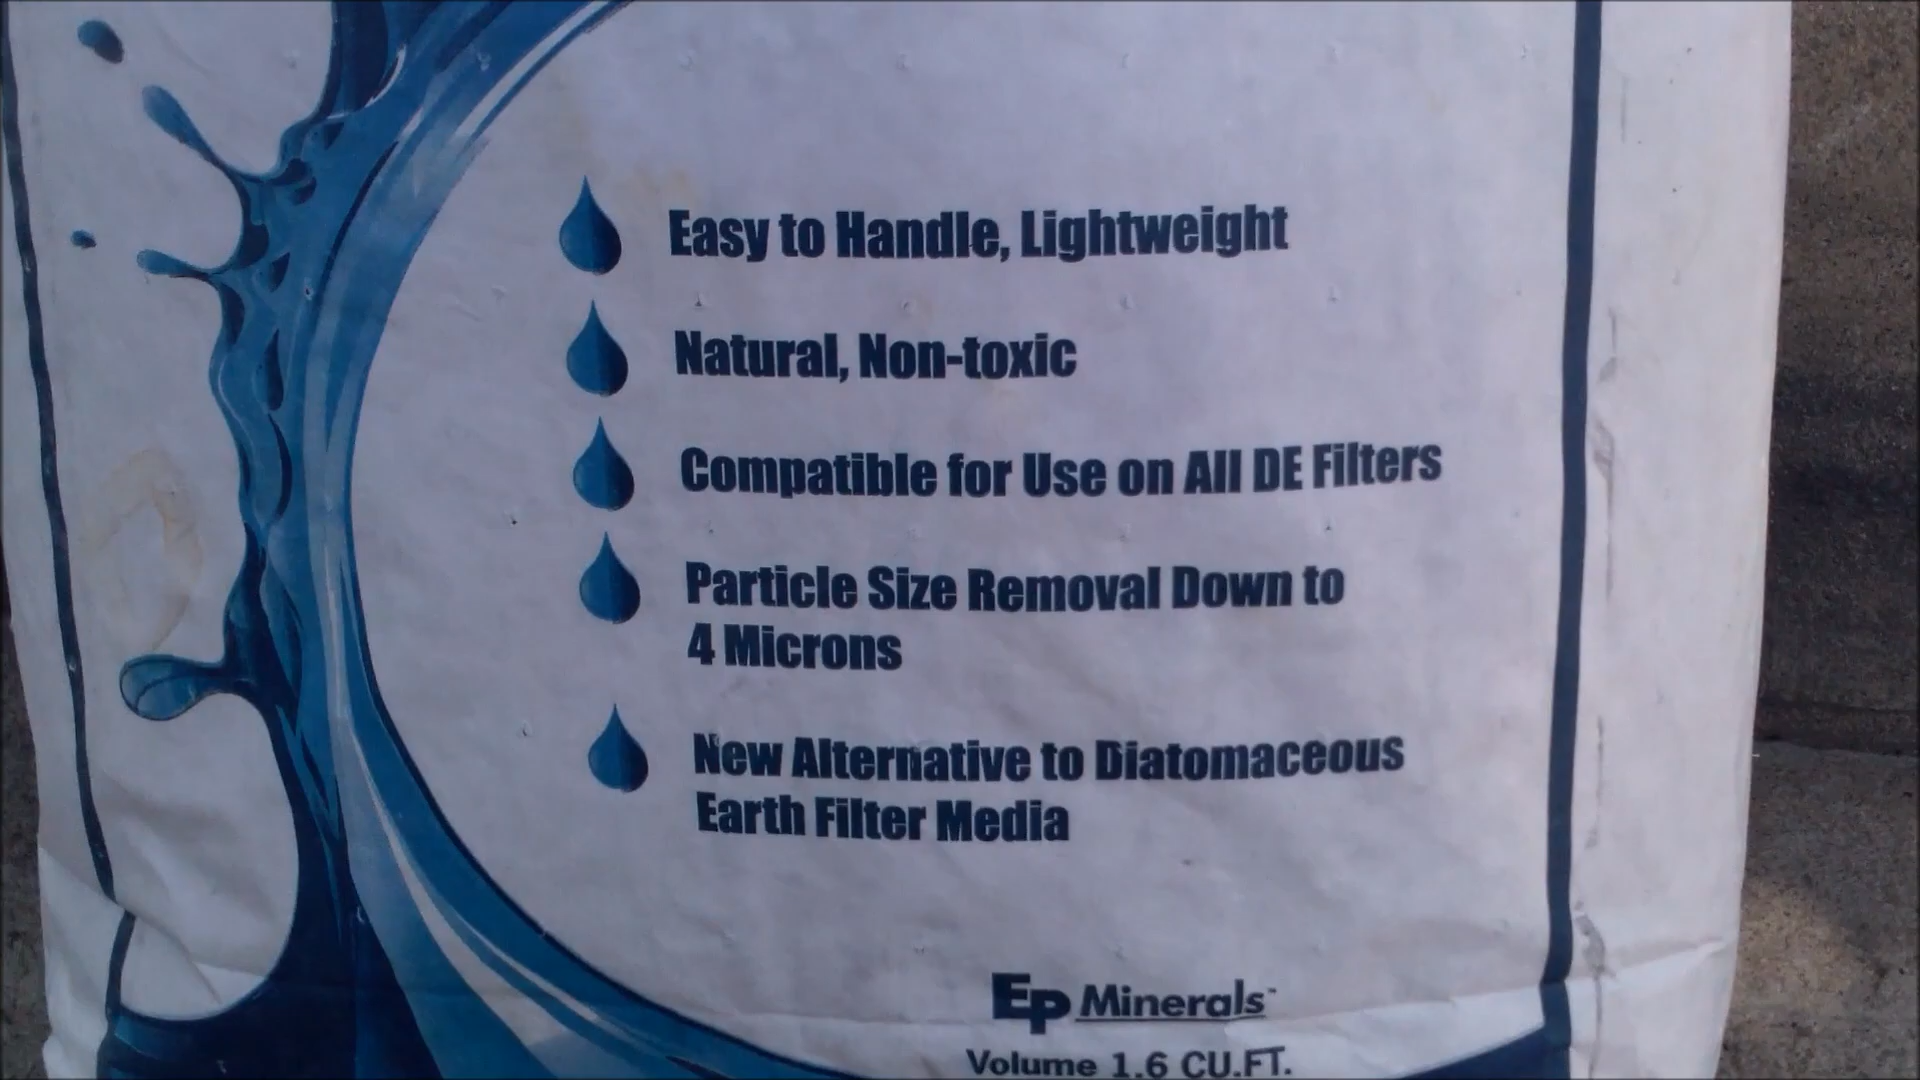 Easy to Handle, Lightweight
Natural, Non-toxic
Compatible for Use on All DE Filters
Particle Size Removal Down to
4 Microns
New Alternative to Diatomaceous
Earth Filter Media
EP Minerals™
Volume 1.6 CU.FT.